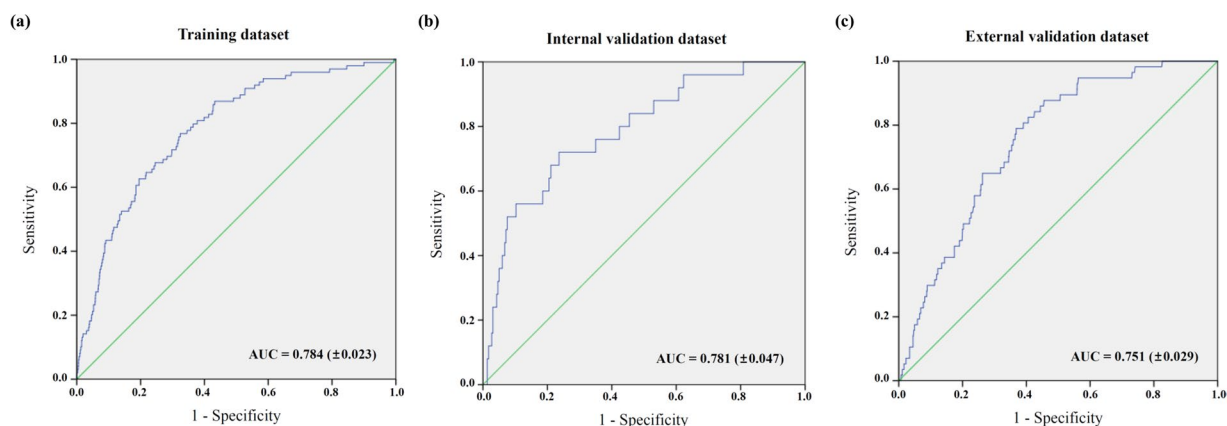 (a)
Training dataset
1.0
0.8
0.6
0.4
0.2
0.0
Sensitivity
AUC = 0.784 (±0.023)
0.0 0.2 0.4 0.6 0.8 1.0
1 - Specificity
(b)
Internal validation dataset
1.0
0.8
0.6
0.4
0.2
0.0
Sensitivity
AUC = 0.781 (±0.047)
0.0 0.2 0.4 0.6 0.8 1.0
1 - Specificity
(c)
External validation dataset
1.0
0.8
0.6
0.4
0.2
0.0
Sensitivity
AUC = 0.751 (±0.029)
0.0 0.2 0.4 0.6 0.8 1.0
1 - Specificity